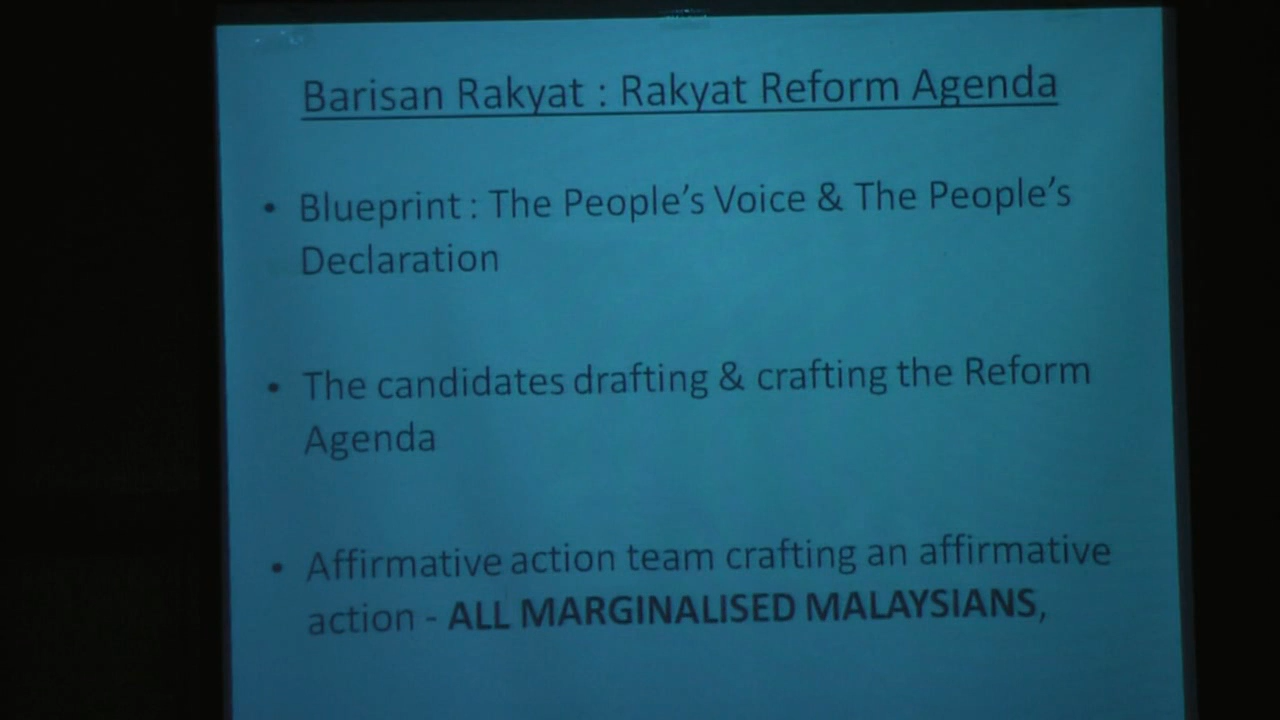 Barisan Rakyat : Rakyat Reform Agenda
• Blueprint : The People’s Voice & The People’s
Declaration
• The candidates drafting & crafting the Reform
Agenda
• Affirmative action team crafting an affirmative
action - ALL MARGINALISED MALAYSIANS,